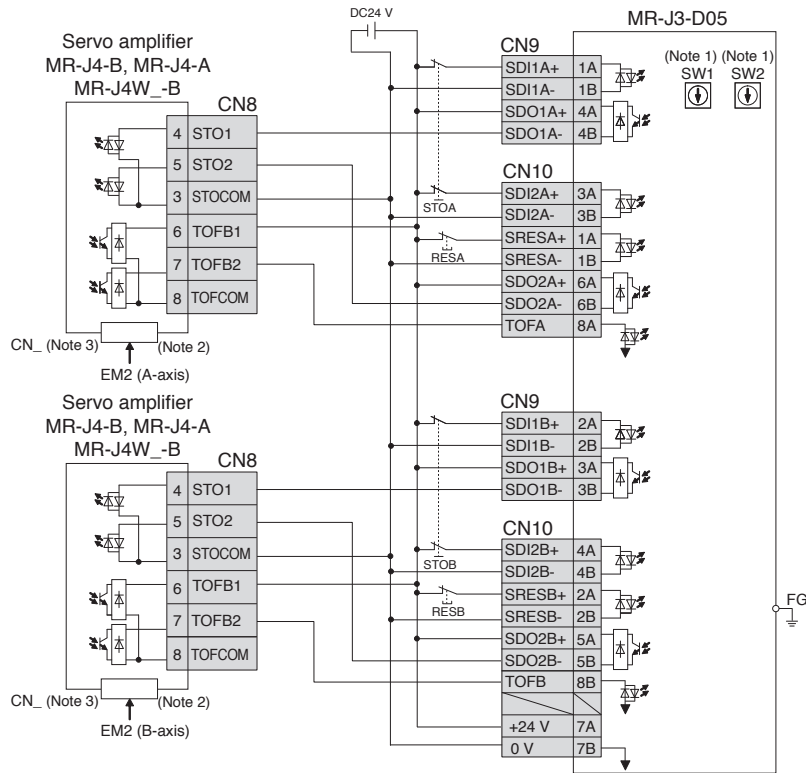 DC24 V
MR-J3-D05
(Note 1) (Note 1)
SW1 SW2
Servo amplifier
MR-J4-B, MR-J4-A
MR-J4W_-B
CN8
4 STO1
5 STO2
3 STOCOM
6 TOFB1
7 TOFB2
8 TOFCOM
CN_ (Note 3) (Note 2)
EM2 (A-axis)
CN9
SDI1A+ 1A
SDI1A- 1B
SDO1A+ 4A
SDO1A- 4B
CN10
SDI2A+ 3A
SDI2A- 3B
SRESA+ 1A
SRESA- 1B
SDO2A+ 6A
SDO2A- 6B
TOFA 8A
STOA
RESA
Servo amplifier
MR-J4-B, MR-J4-A
MR-J4W_-B
CN8
4 STO1
5 STO2
3 STOCOM
6 TOFB1
7 TOFB2
8 TOFCOM
CN_ (Note 3) (Note 2)
EM2 (B-axis)
CN9
SDI1B+ 2A
SDI1B- 2B
SDO1B+ 3A
SDO1B- 3B
CN10
SDI2B+ 4A
SDI2B- 4B
SRESB+ 2A
SRESB- 2B
SDO2B+ 5A
SDO2B- 5B
TOFB 8B
+24 V 7A
0 V 7B
STOB
RESB
FG